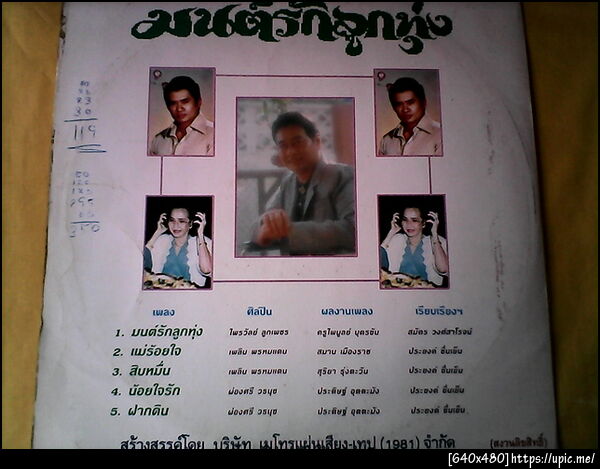 มนต์รักลูกทุ่ง
23
30
119
เพลง ศิลปิน ผลงานเพลง เรียบเรียงฯ
1. มนต์รักลูกทุ่ง ไพรวัลย์ ลูกเพชร ครูไพบูลย์ บุตรขัน สมัคร วงศ์สาโรจน์
2. แม่ร้อยใจ เพลิน พรหมแดน สมาน เมืองราช ประยงค์ ชื่นเย็น
3. สิบหมื่น เพลิน พรหมแดน สุริยา รุ่งตะวัน ประยงค์ ชื่นเย็น
4. น้อยใจรัก ผ่องศรี วรนุช ประดิษฐ์ อุตตะมัง ประยงค์ ชื่นเย็น
5. ฝากดิน ผ่องศรี วรนุช ประดิษฐ์ อุตตะมัง ประยงค์ ชื่นเย็น
สร้างสรรค์โดย บริษัท เมโทรแผ่นเสียง-เทป (1981) จำกัด (สงวนลิขสิทธิ์)
[640x480]https://upic.me/